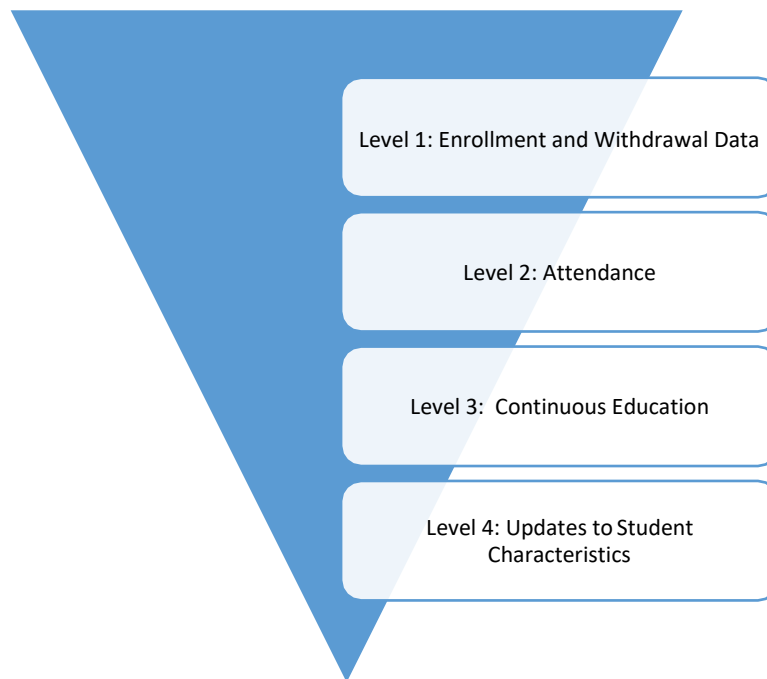 Level 1: Enrollment and Withdrawal Data
Level 2: Attendance
Level 3:  Continuous Education
Level 4: Updates to Student
Characteristics